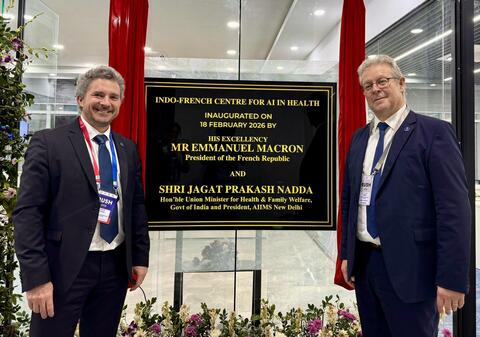 INDO-FRENCH CENTRE FOR AI IN HEALTH
INAUGURATED ON
18 FEBRUARY 2026 BY
HIS EXCELLENCY
MR EMMANUEL MACRON
President of the French Republic
AND
SHRI JAGAT PRAKASH NADDA
Hon'ble Union Minister for Health & Family Welfare,
Govt of India and President, AIIMS New Delhi
RUSH
RUSH